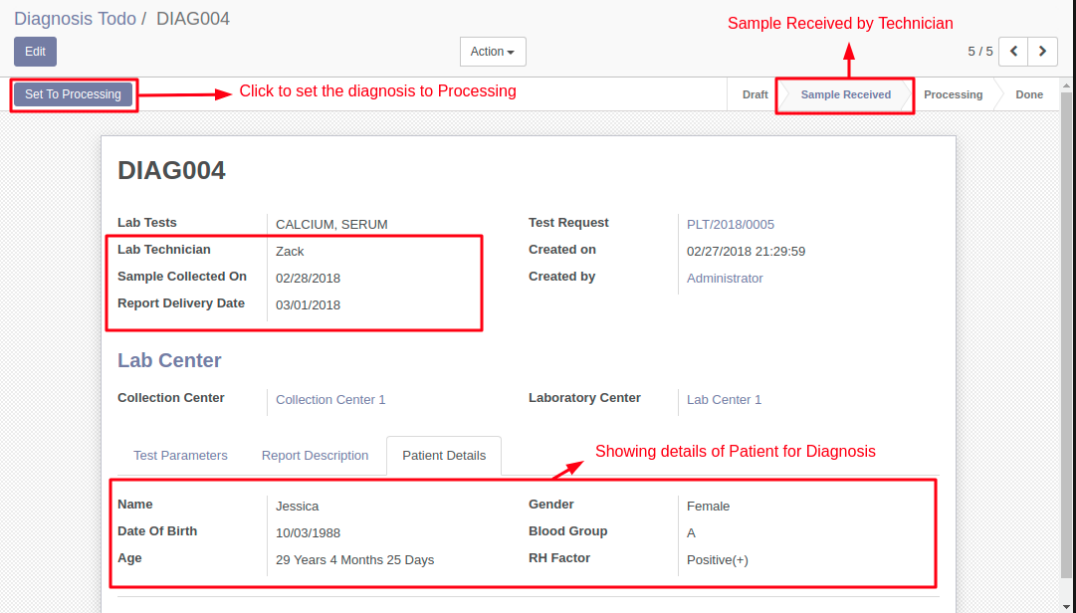 Diagnosis Todo / DIAG004
Sample Received by Technician
Edit
Action
5 / 5
Set To Processing
Click to set the diagnosis to Processing
Draft
Sample Received
Processing
Done
DIAG004
Lab Tests CALCIUM, SERUM
Test Request PLT/2018/0005
Lab Technician Zack
Created on 02/27/2018 21:29:59
Sample Collected On 02/28/2018
Created by Administrator
Report Delivery Date 03/01/2018
Lab Center
Collection Center Collection Center 1
Laboratory Center Lab Center 1
Test Parameters
Report Description
Patient Details
Showing details of Patient for Diagnosis
Name Jessica
Gender Female
Date Of Birth 10/03/1988
Blood Group A
Age 29 Years 4 Months 25 Days
RH Factor Positive(+)